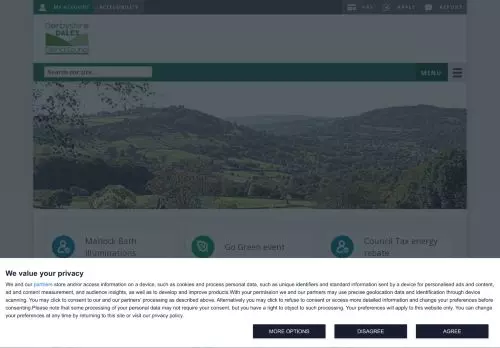 MY ACCOUNT ACCESSIBILITY PAY APPLY REPORT
Derbyshire
DALES
District Council
Search our site...
MENU
Matlock Bath
illuminations
Go Green event
Council Tax energy
rebate
We value your privacy
We and our partners store and/or access information on a device, such as cookies and process personal data, such as unique identifiers and standard information sent by a device for personalised ads and content,
ad and content measurement, and audience insights, as well as to develop and improve products.With your permission we and our partners may use precise geolocation data and identification through device
scanning. You may click to consent to our and our partners' processing as described above. Alternatively you may click to refuse to consent or access more detailed information and change your preferences before
consenting.Please note that some processing of your personal data may not require your consent, but you have a right to object to such processing. Your preferences will apply to this website only. You can change
your preferences at any time by returning to this site or visit our privacy policy.
MORE OPTIONS DISAGREE AGREE